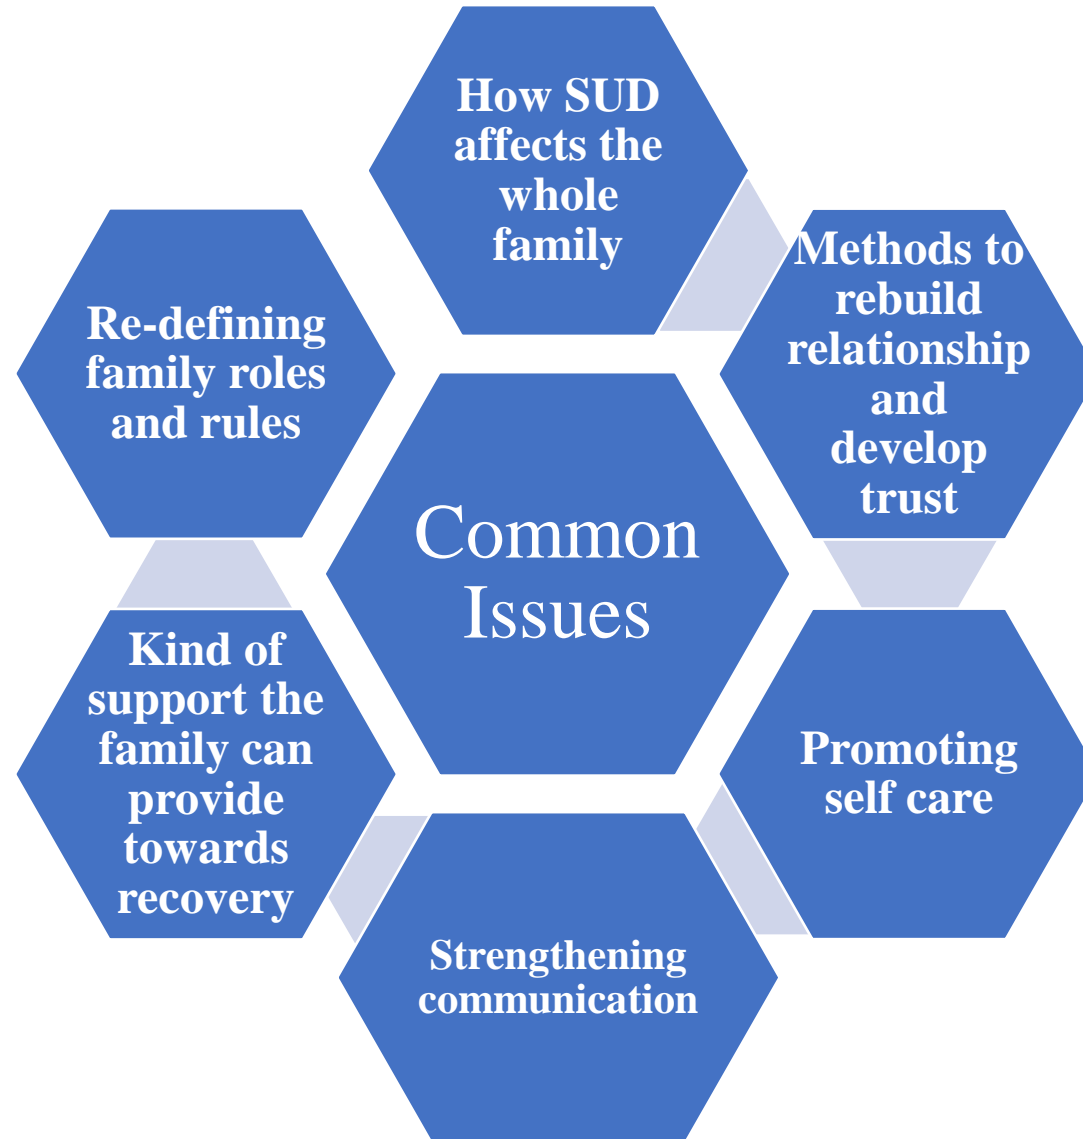 How SUD
affects the
whole
family
Methods to
rebuild
relationship
and
develop
trust
Promoting
self care
Strengthening
communication
Kind of
support the
family can
provide
towards
recovery
Re-defining
family roles
and rules
Common
Issues